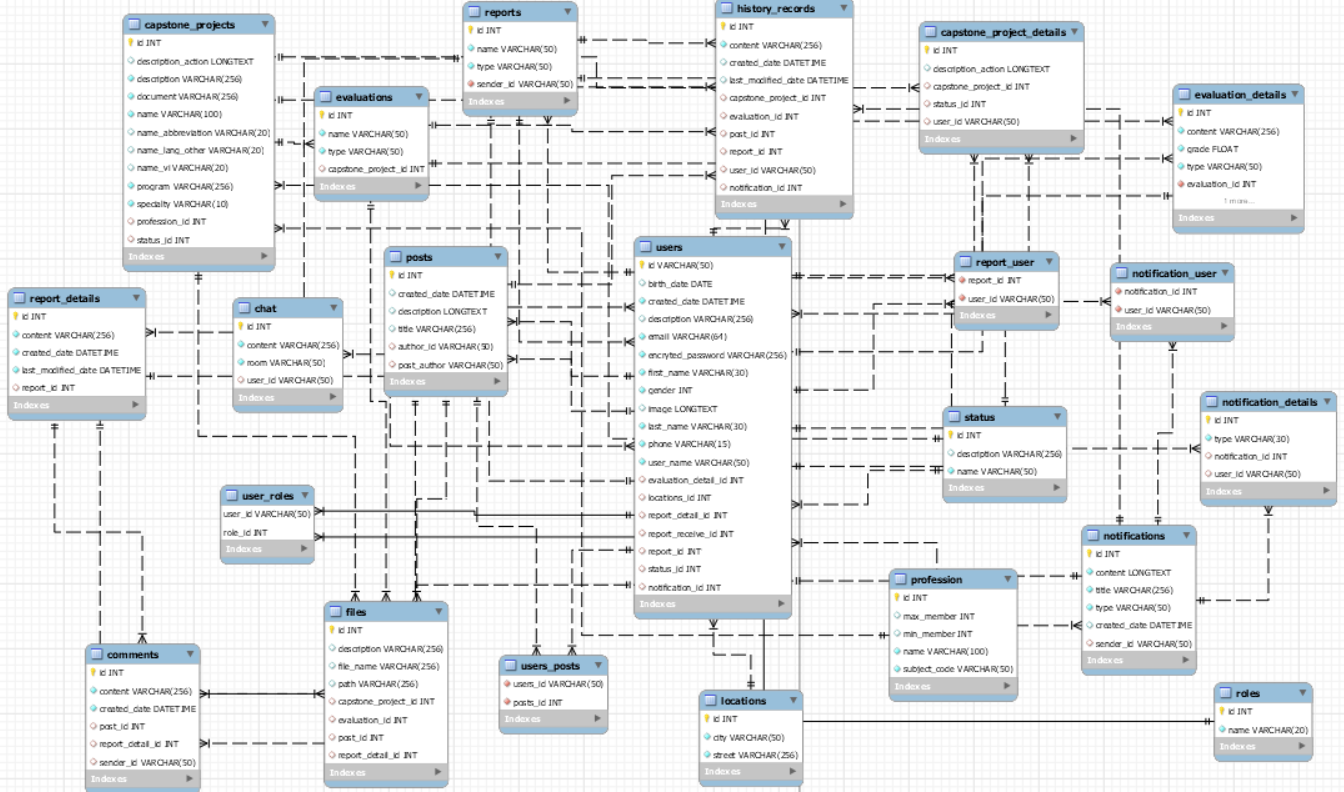 capstone_projects
id INT
description_action LONGTEXT
description VARCHAR(256)
document VARCHAR(256)
name VARCHAR(100)
name_abbreviation VARCHAR(20)
name_lang_other VARCHAR(20)
name_vi VARCHAR(20)
program VARCHAR(256)
specialty VARCHAR(10)
profession_id INT
status_id INT
Indexes
reports
id INT
name VARCHAR(50)
type VARCHAR(50)
sender_id VARCHAR(50)
Indexes
history_records
id INT
content VARCHAR(256)
created_date DATETIME
last_modified_date DATETIME
capstone_project_id INT
evaluation_id INT
post_id INT
report_id INT
user_id VARCHAR(50)
notification_id INT
Indexes
capstone_project_details
id INT
description_action LONGTEXT
capstone_project_id INT
status_id INT
user_id VARCHAR(50)
Indexes
evaluations
id INT
name VARCHAR(50)
type VARCHAR(50)
capstone_project_id INT
Indexes
evaluation_details
id INT
content VARCHAR(256)
grade FLOAT
type VARCHAR(50)
evaluation_id INT
1 more...
Indexes
users
id VARCHAR(50)
birth_date DATE
created_date DATETIME
description VARCHAR(256)
email VARCHAR(64)
encryted_password VARCHAR(256)
first_name VARCHAR(30)
gender INT
image LONGTEXT
last_name VARCHAR(30)
phone VARCHAR(15)
user_name VARCHAR(50)
evaluation_detail_id INT
locations_id INT
report_detail_id INT
report_receive_id INT
report_id INT
status_id INT
notification_id INT
Indexes
posts
id INT
created_date DATETIME
description LONGTEXT
title VARCHAR(256)
author_id VARCHAR(50)
post_author VARCHAR(50)
Indexes
report_user
report_id INT
user_id VARCHAR(50)
Indexes
notification_user
notification_id INT
user_id VARCHAR(50)
Indexes
report_details
id INT
content VARCHAR(256)
created_date DATETIME
last_modified_date DATETIME
report_id INT
Indexes
chat
id INT
content VARCHAR(256)
room VARCHAR(50)
user_id VARCHAR(50)
Indexes
notification_details
id INT
type VARCHAR(30)
notification_id INT
user_id VARCHAR(50)
Indexes
status
id INT
description VARCHAR(256)
name VARCHAR(50)
Indexes
user_roles
user_id VARCHAR(50)
role_id INT
Indexes
notifications
id INT
content LONGTEXT
title VARCHAR(256)
type VARCHAR(50)
created_date DATETIME
sender_id VARCHAR(50)
Indexes
profession
id INT
max_member INT
min_member INT
name VARCHAR(100)
subject_code VARCHAR(50)
Indexes
files
id INT
description VARCHAR(256)
file_name VARCHAR(256)
path VARCHAR(256)
capstone_project_id INT
evaluation_id INT
post_id INT
report_detail_id INT
Indexes
comments
id INT
content VARCHAR(256)
created_date DATETIME
post_id INT
report_detail_id INT
sender_id VARCHAR(50)
Indexes
users_posts
users_id VARCHAR(50)
posts_id INT
Indexes
locations
id INT
city VARCHAR(50)
street VARCHAR(256)
Indexes
roles
id INT
name VARCHAR(20)
Indexes